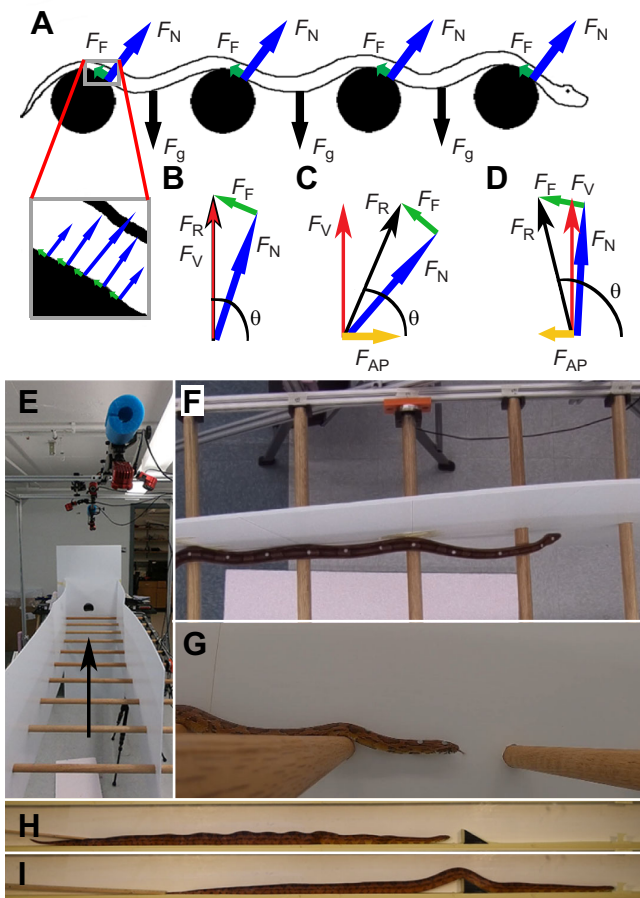 A
F_F F_N F_F F_N F_F F_N F_F F_N
F_g F_g F_g
B C D
F_F F_F F_F F_V
F_R F_V F_R F_R F_N
F_V F_N F_N
θ θ θ
F_AP F_AP
E F
G
H
I